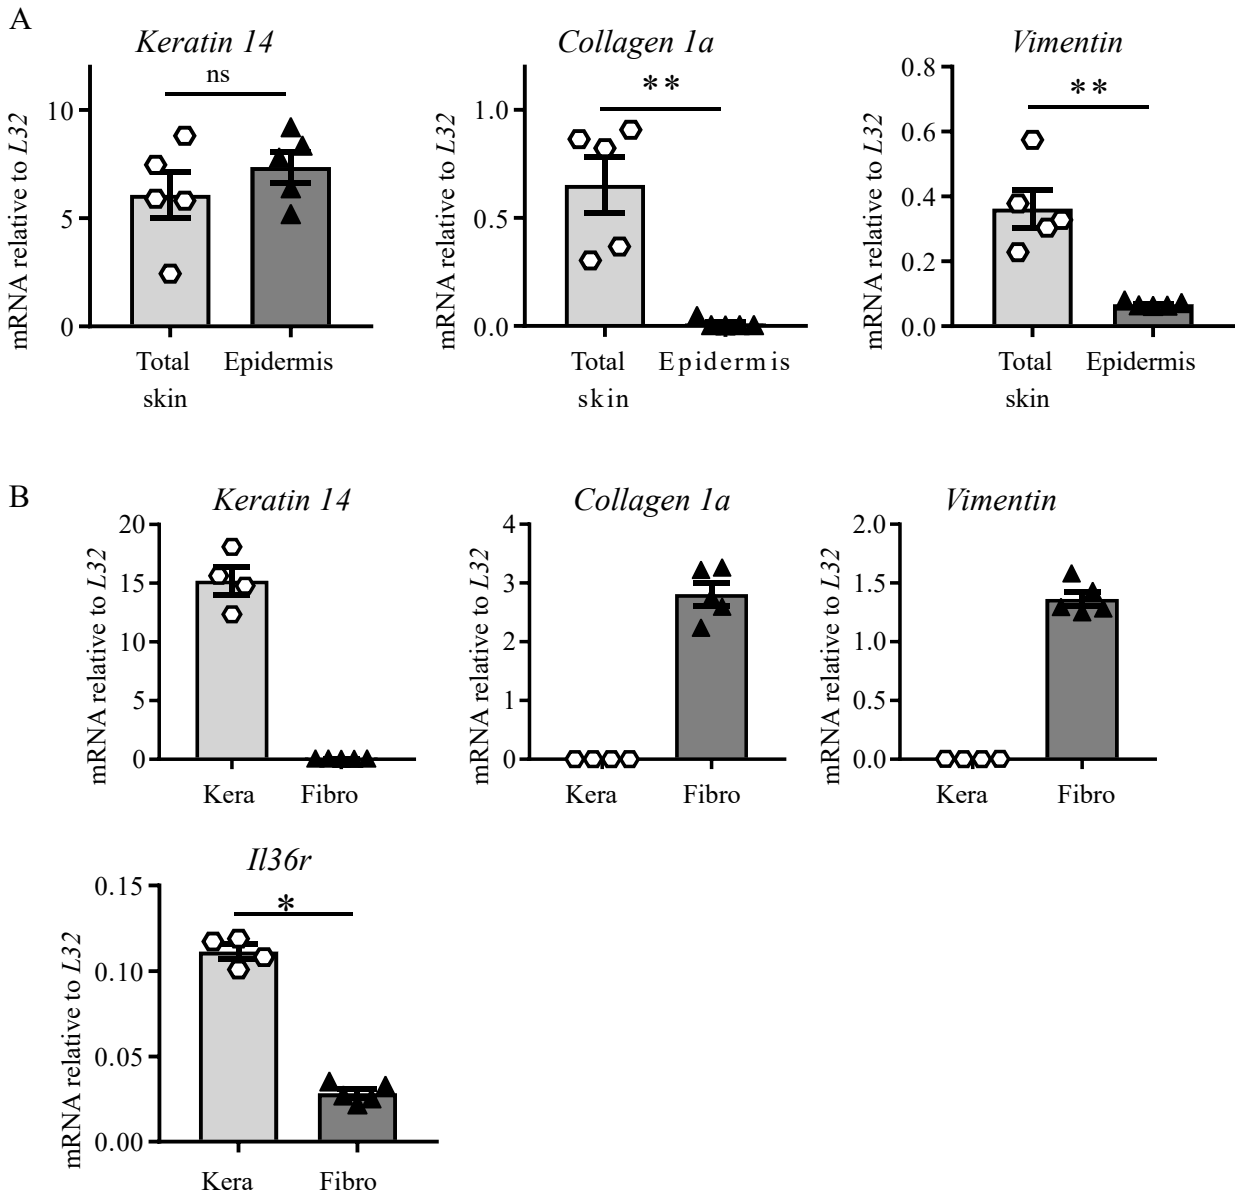 A
Keratin 14
Collagen 1a
Vimentin
ns
**
**
mRNA relative to L32
10
5
0
mRNA relative to L32
1.0
0.5
0.0
mRNA relative to L32
0.8
0.6
0.4
0.2
0.0
Total
skin
Epidermis
Total
skin
Epidermis
Total
skin
Epidermis
B
Keratin 14
Collagen 1a
Vimentin
mRNA relative to L32
20
15
10
5
0
mRNA relative to L32
4
3
2
1
0
mRNA relative to L32
2.0
1.5
1.0
0.5
0.0
Kera
Fibro
Kera
Fibro
Kera
Fibro
Il36r
*
mRNA relative to L32
0.15
0.10
0.05
0.00
Kera
Fibro